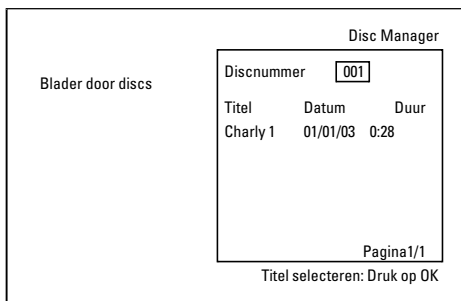 Disc Manager
Blader door discs
Discnummer 001
Titel Datum Duur
Charly 1 01/01/03 0:28
Pagina1/1
Titel selecteren: Druk op OK